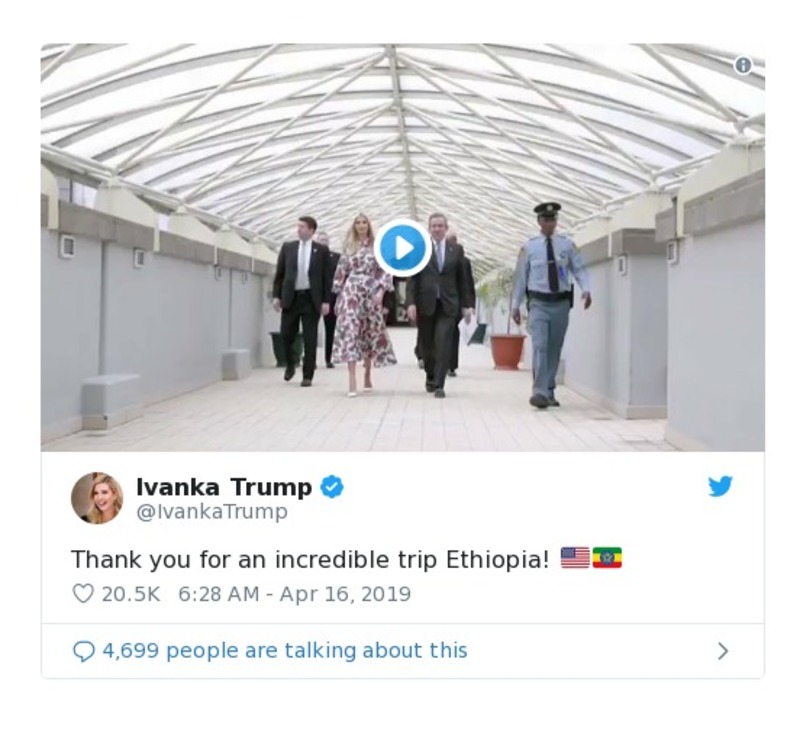 Ivanka Trump
@IvankaTrump
Thank you for an incredible trip Ethiopia! 🇺🇸🇪🇹
20.5K 6:28 AM - Apr 16, 2019
4,699 people are talking about this